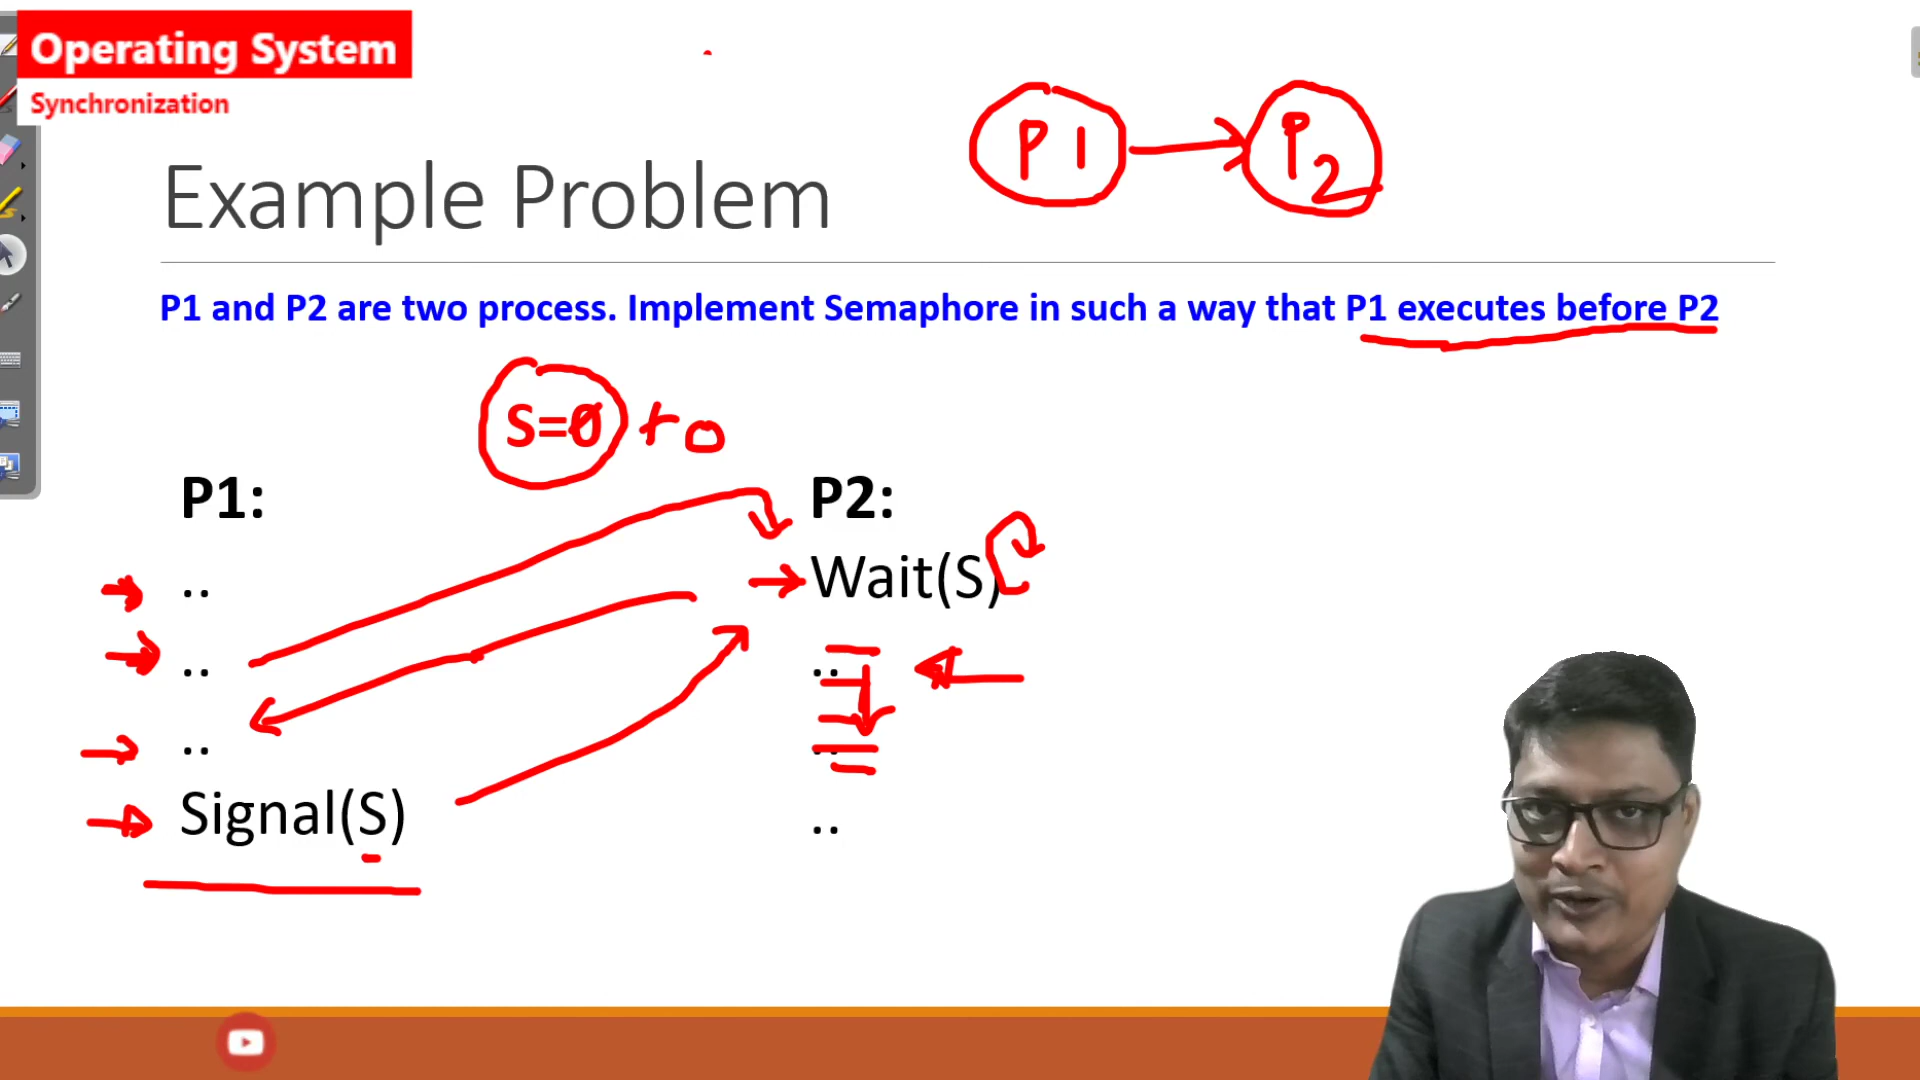 Operating System
Synchronization
P1 P2
Example Problem
P1 and P2 are two process. Implement Semaphore in such a way that P1 executes before P2
S=0
P1: P2:
.. Wait(S)
.. ..
.. ..
Signal(S) ..